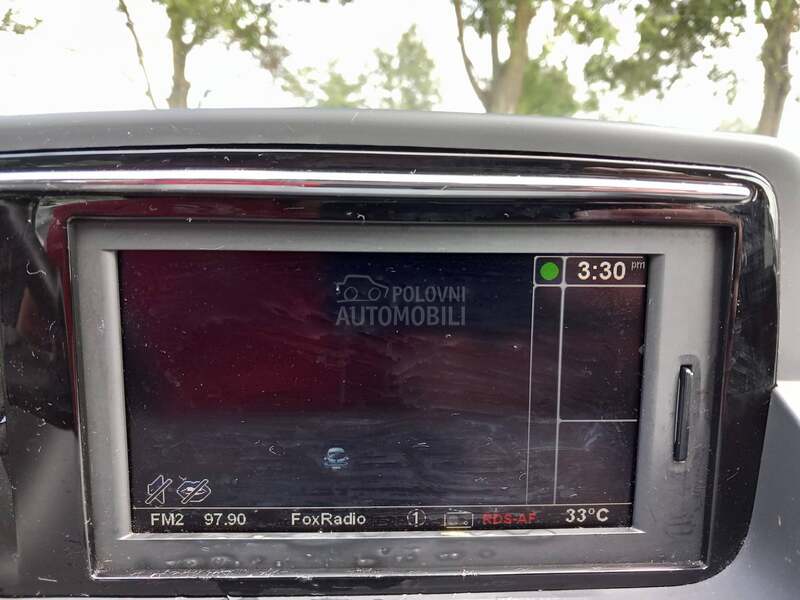 3:30 pm
POLOVNI
AUTOMOBILI
FM2 97.90 FoxRadio 1 RDS-AF 33°C